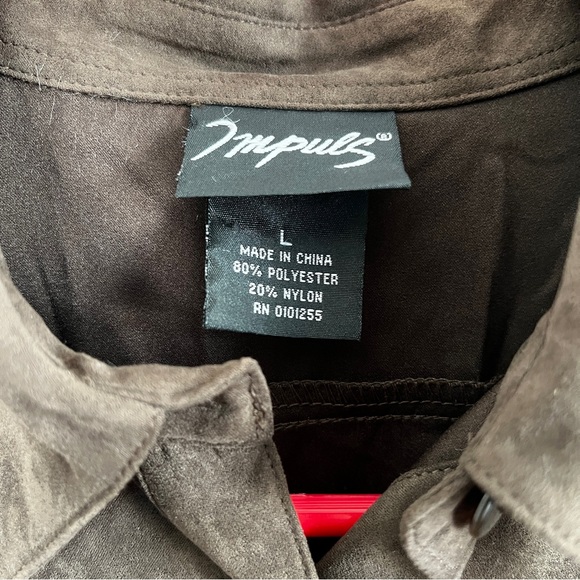 Impuls®
L
MADE IN CHINA
80% POLYESTER
20% NYLON
RN 0101255